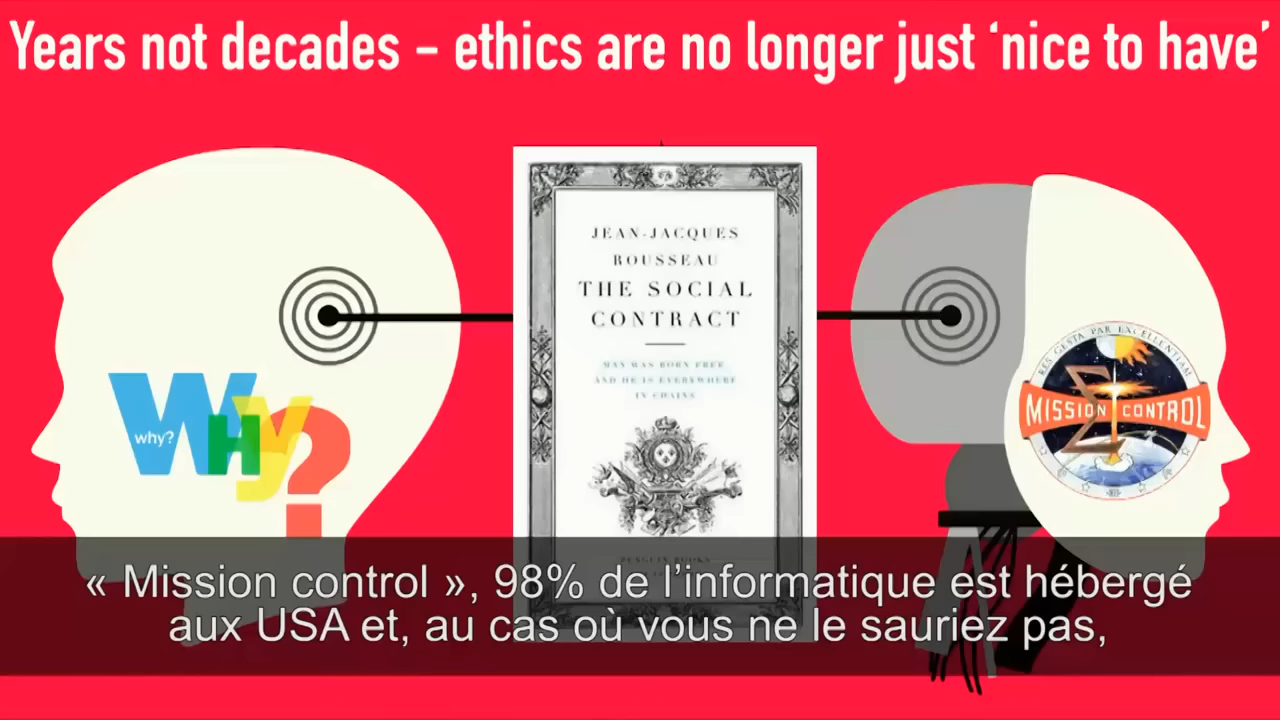 Years not decades – ethics are no longer just ‘nice to have’
JEAN-JACQUES
ROUSSEAU
THE SOCIAL
CONTRACT
MAN WAS BORN FREE,
AND HE IS EVERYWHERE
IN CHAINS
PENGUIN BOOKS
why?
WHy?
RES GESTA PAR EXCELLENTIAM
MISSION CONTROL
« Mission control », 98% de l’informatique est hébergé
aux USA et, au cas où vous ne le sauriez pas,